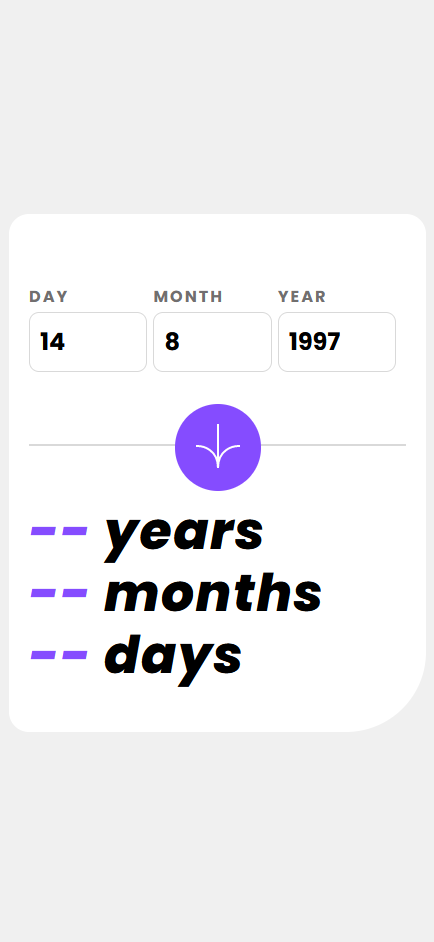 DAY MONTH YEAR
14 8 1997
-- years
-- months
-- days